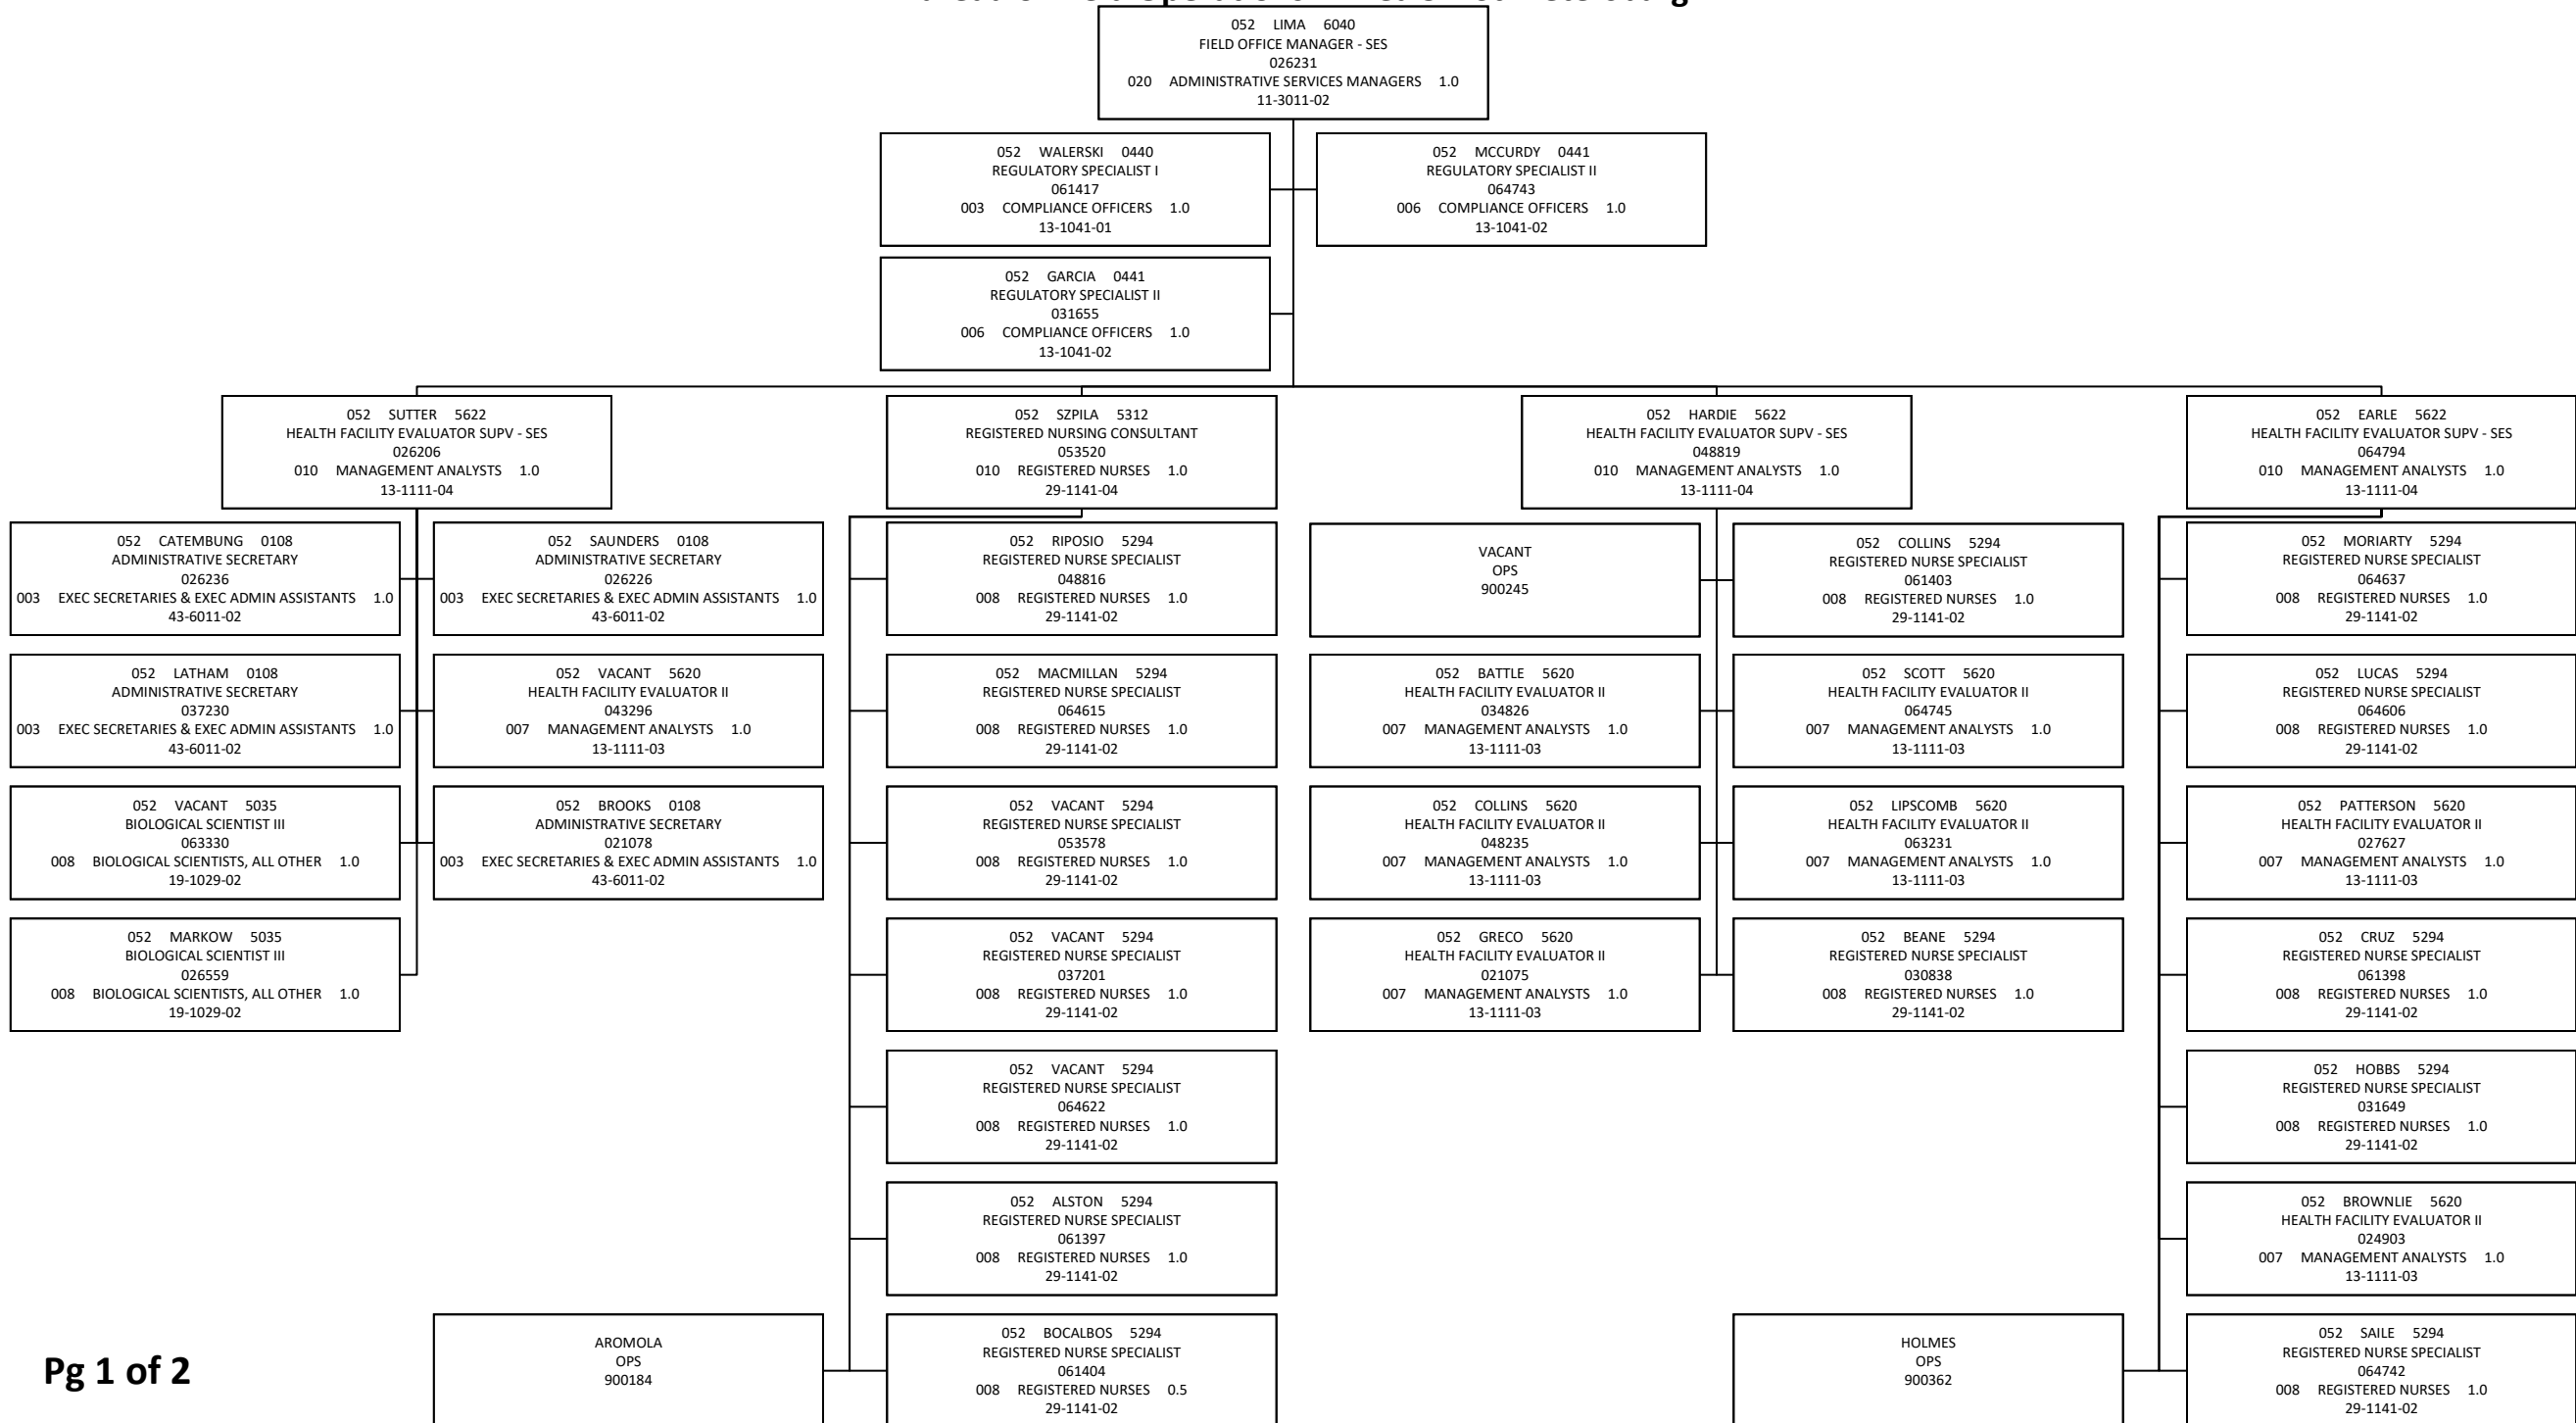 052 LIMA 6040
FIELD OFFICE MANAGER - SES
026231
020 ADMINISTRATIVE SERVICES MANAGERS 1.0
11-3011-02
052 WALERSKI 0440
REGULATORY SPECIALIST I
061417
003 COMPLIANCE OFFICERS 1.0
13-1041-01
052 MCCURDY 0441
REGULATORY SPECIALIST II
064743
006 COMPLIANCE OFFICERS 1.0
13-1041-02
052 GARCIA 0441
REGULATORY SPECIALIST II
031655
006 COMPLIANCE OFFICERS 1.0
13-1041-02
052 SUTTER 5622
HEALTH FACILITY EVALUATOR SUPV - SES
026206
010 MANAGEMENT ANALYSTS 1.0
13-1111-04
052 SZPILA 5312
REGISTERED NURSING CONSULTANT
053520
010 REGISTERED NURSES 1.0
29-1141-04
052 HARDIE 5622
HEALTH FACILITY EVALUATOR SUPV - SES
048819
010 MANAGEMENT ANALYSTS 1.0
13-1111-04
052 EARLE 5622
HEALTH FACILITY EVALUATOR SUPV - SES
064794
010 MANAGEMENT ANALYSTS 1.0
13-1111-04
052 CATEMBUNG 0108
ADMINISTRATIVE SECRETARY
026236
003 EXEC SECRETARIES & EXEC ADMIN ASSISTANTS 1.0
43-6011-02
052 SAUNDERS 0108
ADMINISTRATIVE SECRETARY
026226
003 EXEC SECRETARIES & EXEC ADMIN ASSISTANTS 1.0
43-6011-02
052 RIPOSIO 5294
REGISTERED NURSE SPECIALIST
048816
008 REGISTERED NURSES 1.0
29-1141-02
VACANT
OPS
900245
052 COLLINS 5294
REGISTERED NURSE SPECIALIST
061403
008 REGISTERED NURSES 1.0
29-1141-02
052 MORIARTY 5294
REGISTERED NURSE SPECIALIST
064637
008 REGISTERED NURSES 1.0
29-1141-02
052 LATHAM 0108
ADMINISTRATIVE SECRETARY
037230
003 EXEC SECRETARIES & EXEC ADMIN ASSISTANTS 1.0
43-6011-02
052 VACANT 5620
HEALTH FACILITY EVALUATOR II
043296
007 MANAGEMENT ANALYSTS 1.0
13-1111-03
052 MACMILLAN 5294
REGISTERED NURSE SPECIALIST
064615
008 REGISTERED NURSES 1.0
29-1141-02
052 BATTLE 5620
HEALTH FACILITY EVALUATOR II
034826
007 MANAGEMENT ANALYSTS 1.0
13-1111-03
052 SCOTT 5620
HEALTH FACILITY EVALUATOR II
064745
007 MANAGEMENT ANALYSTS 1.0
13-1111-03
052 LUCAS 5294
REGISTERED NURSE SPECIALIST
064606
008 REGISTERED NURSES 1.0
29-1141-02
052 VACANT 5035
BIOLOGICAL SCIENTIST III
063330
008 BIOLOGICAL SCIENTISTS, ALL OTHER 1.0
19-1029-02
052 BROOKS 0108
ADMINISTRATIVE SECRETARY
021078
003 EXEC SECRETARIES & EXEC ADMIN ASSISTANTS 1.0
43-6011-02
052 VACANT 5294
REGISTERED NURSE SPECIALIST
053578
008 REGISTERED NURSES 1.0
29-1141-02
052 COLLINS 5620
HEALTH FACILITY EVALUATOR II
048235
007 MANAGEMENT ANALYSTS 1.0
13-1111-03
052 LIPSCOMB 5620
HEALTH FACILITY EVALUATOR II
063231
007 MANAGEMENT ANALYSTS 1.0
13-1111-03
052 PATTERSON 5620
HEALTH FACILITY EVALUATOR II
027627
007 MANAGEMENT ANALYSTS 1.0
13-1111-03
052 MARKOW 5035
BIOLOGICAL SCIENTIST III
026559
008 BIOLOGICAL SCIENTISTS, ALL OTHER 1.0
19-1029-02
052 VACANT 5294
REGISTERED NURSE SPECIALIST
037201
008 REGISTERED NURSES 1.0
29-1141-02
052 GRECO 5620
HEALTH FACILITY EVALUATOR II
021075
007 MANAGEMENT ANALYSTS 1.0
13-1111-03
052 BEANE 5294
REGISTERED NURSE SPECIALIST
030838
008 REGISTERED NURSES 1.0
29-1141-02
052 CRUZ 5294
REGISTERED NURSE SPECIALIST
061398
008 REGISTERED NURSES 1.0
29-1141-02
052 VACANT 5294
REGISTERED NURSE SPECIALIST
064622
008 REGISTERED NURSES 1.0
29-1141-02
052 HOBBS 5294
REGISTERED NURSE SPECIALIST
031649
008 REGISTERED NURSES 1.0
29-1141-02
052 ALSTON 5294
REGISTERED NURSE SPECIALIST
061397
008 REGISTERED NURSES 1.0
29-1141-02
052 BROWNLIE 5620
HEALTH FACILITY EVALUATOR II
024903
007 MANAGEMENT ANALYSTS 1.0
13-1111-03
Pg 1 of 2
AROMOLA
OPS
900184
052 BOCALBOS 5294
REGISTERED NURSE SPECIALIST
061404
008 REGISTERED NURSES 0.5
29-1141-02
HOLMES
OPS
900362
052 SAILE 5294
REGISTERED NURSE SPECIALIST
064742
008 REGISTERED NURSES 1.0
29-1141-02